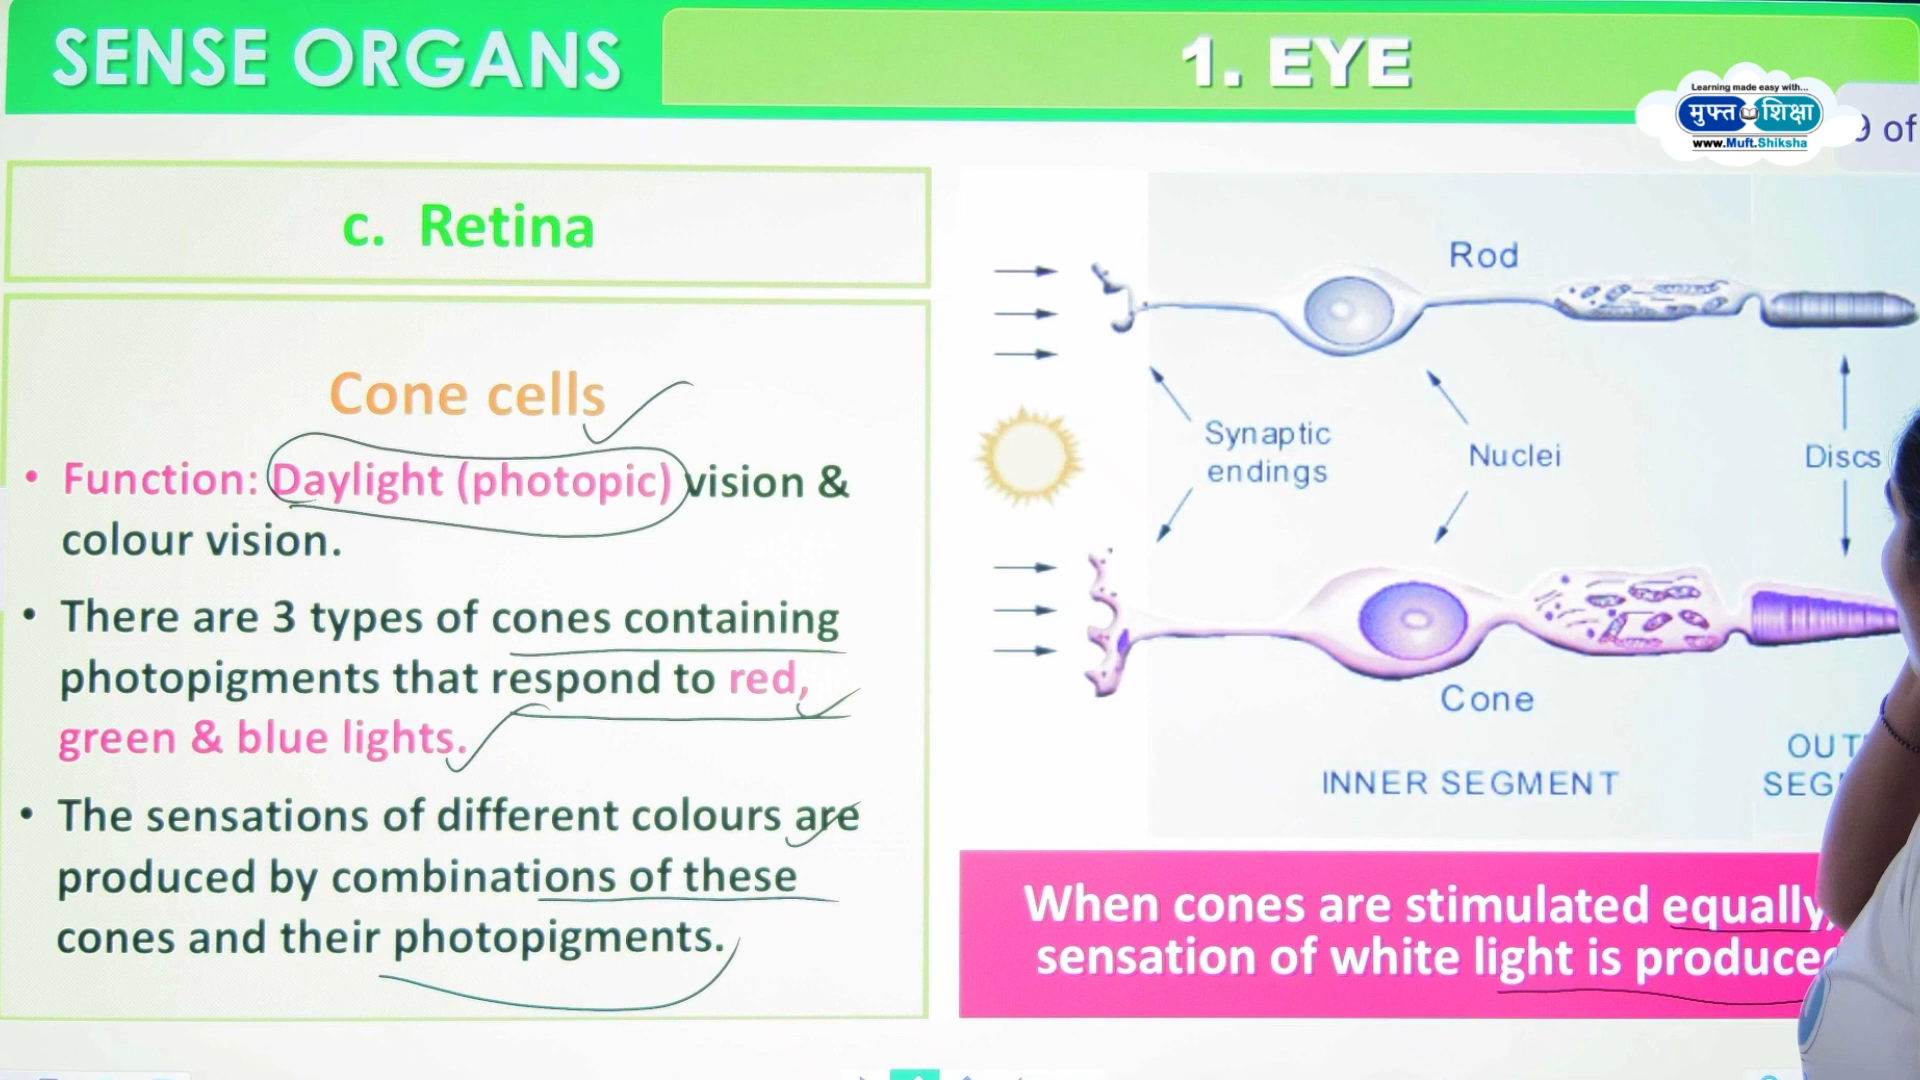 SENSE ORGANS
1. EYE
Learning made easy with...
मुफ्त शिक्षा
www.Muft.Shiksha
9 of
c. Retina
Cone cells
• Function: Daylight (photopic) vision &
colour vision.
• There are 3 types of cones containing
photopigments that respond to red,
green & blue lights.
• The sensations of different colours are
produced by combinations of these
cones and their photopigments.
Rod
Synaptic
endings
Nuclei
Discs
Cone
INNER SEGMENT
When cones are stimulated equally,
sensation of white light is